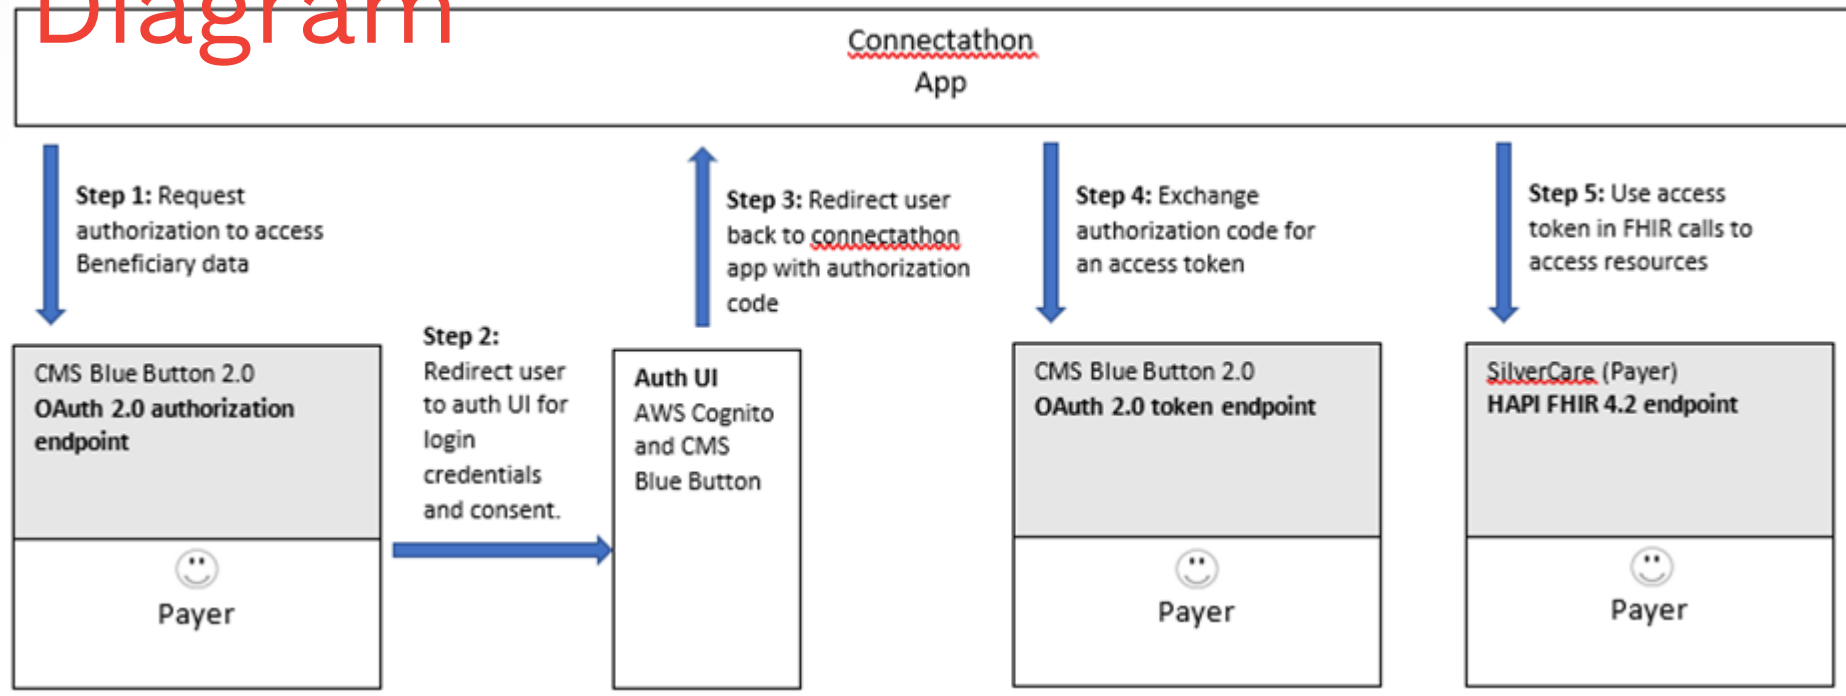 Diagram
Connectathon
App
Step 1: Request
authorization to access
Beneficiary data
Step 2:
Redirect user
to auth UI for
login
credentials
and consent.
Step 3: Redirect user
back to connectathon
app with authorization
code
Step 4: Exchange
authorization code for
an access token
Step 5: Use access
token in FHIR calls to
access resources
CMS Blue Button 2.0
OAuth 2.0 authorization
endpoint
Payer
Auth UI
AWS Cognito
and CMS
Blue Button
CMS Blue Button 2.0
OAuth 2.0 token endpoint
Payer
SilverCare (Payer)
HAPI FHIR 4.2 endpoint
Payer